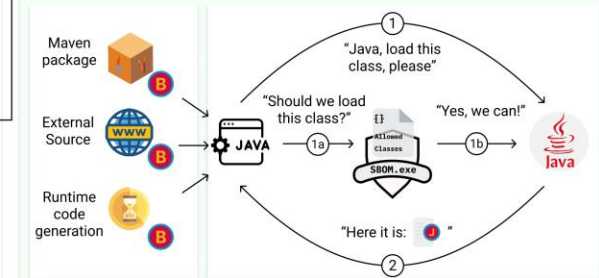 Maven
package
B
External
Source
WWW
B
Runtime
code
generation
B
1
“Java, load this
class, please”
“Should we load
this class?”
JAVA
1a
{}
Allowed
Classes
SBOM.exe
“Yes, we can!”
1b
Java
“Here it is: J ”
2